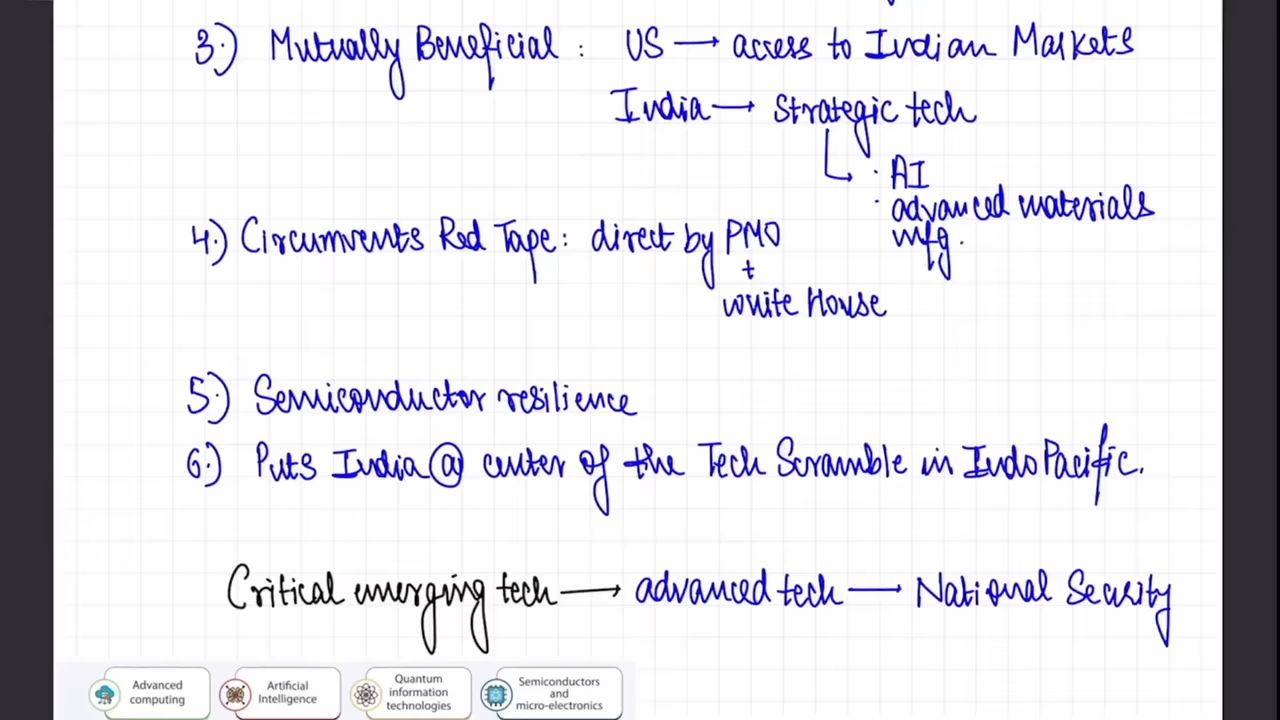 3.) Mutually Beneficial : US → access to Indian Markets
India → Strategic tech
· AI
· advanced materials
mfg.
4.) Circumvents Red Tape: direct by PMO
+
White House
5.) Semiconductor resilience
6.) Puts India @ center of the Tech Scramble in IndoPacific.
Critical emerging tech → advanced tech — National Security
Advanced
computing
Artificial
Intelligence
Quantum
information
technologies
Semiconductors
and
micro-electronics